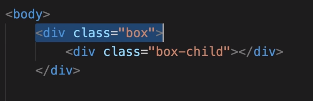 <body>
<div class="box">
<div class="box-child"></div>
</div>